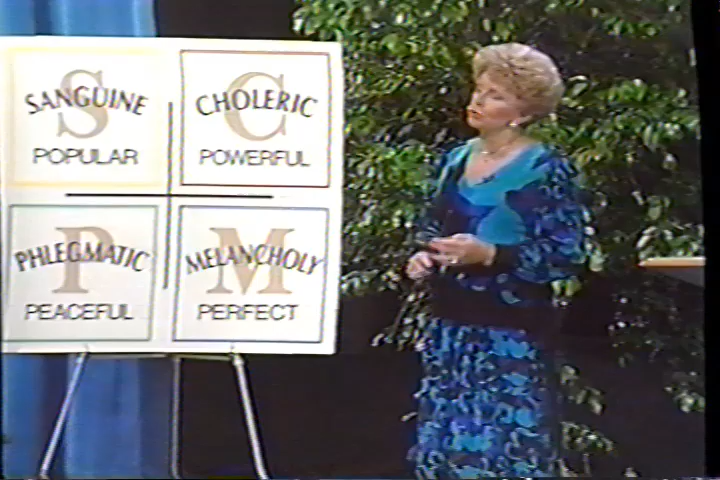 S
SANGUINE
POPULAR
C
CHOLERIC
POWERFUL
P
PHLEGMATIC
PEACEFUL
M
MELANCHOLY
PERFECT